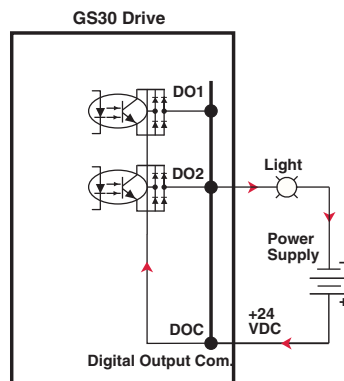 GS30 Drive
DO1
DO2
Light
Power
Supply
-
+
+24
VDC
DOC
Digital Output Com.